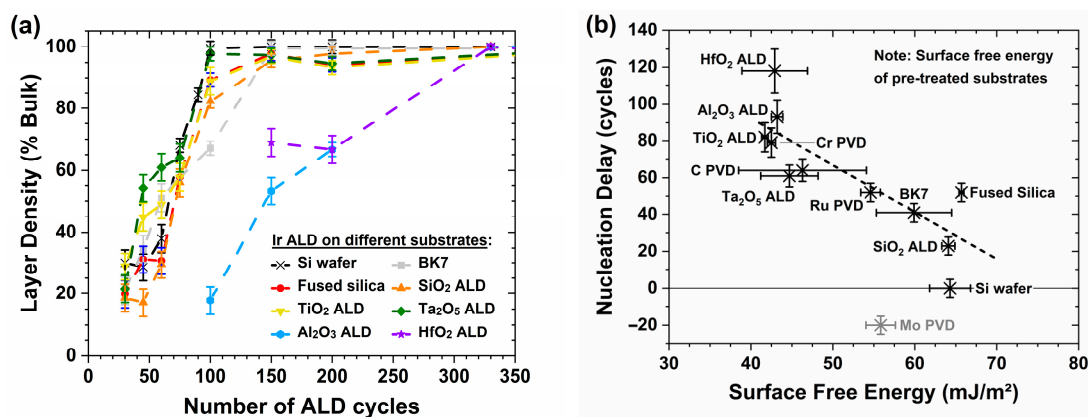 (a)
Layer Density (% Bulk)
100
80
60
40
20
0
Ir ALD on different substrates:
Si wafer
BK7
Fused silica
SiO₂ ALD
TiO₂ ALD
Ta₂O₅ ALD
Al₂O₃ ALD
HfO₂ ALD
0 50 100 150 200 250 300 350
Number of ALD cycles
(b)
Nucleation Delay (cycles)
140
120
100
80
60
40
20
0
−20
HfO₂ ALD
Note: Surface free energy
of pre-treated substrates
Al₂O₃ ALD
TiO₂ ALD
Cr PVD
C PVD
Ta₂O₅ ALD
Ru PVD
BK7
Fused Silica
SiO₂ ALD
Si wafer
Mo PVD
30 40 50 60 70 80
Surface Free Energy (mJ/m²)